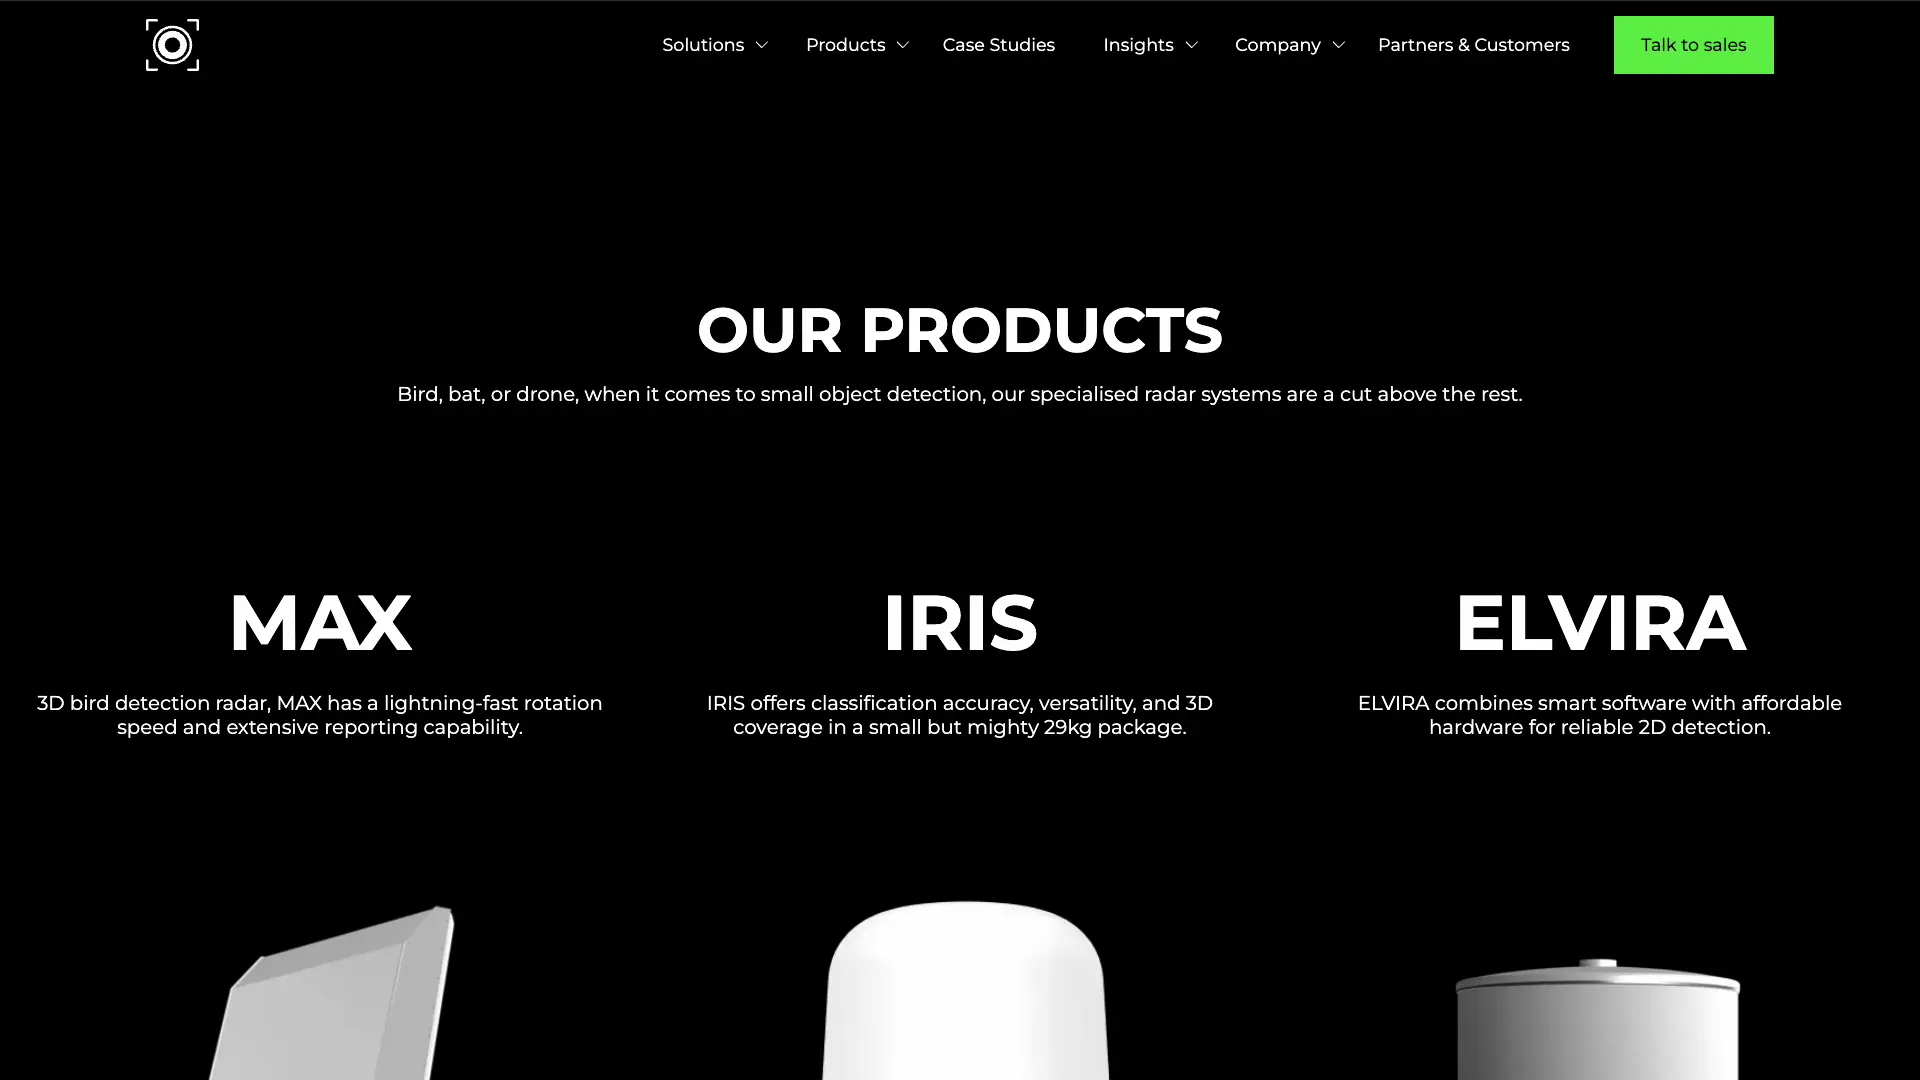 Solutions Products Case Studies Insights Company Partners & Customers Talk to sales
OUR PRODUCTS
Bird, bat, or drone, when it comes to small object detection, our specialised radar systems are a cut above the rest.
MAX
3D bird detection radar, MAX has a lightning-fast rotation
speed and extensive reporting capability.
IRIS
IRIS offers classification accuracy, versatility, and 3D
coverage in a small but mighty 29kg package.
ELVIRA
ELVIRA combines smart software with affordable
hardware for reliable 2D detection.